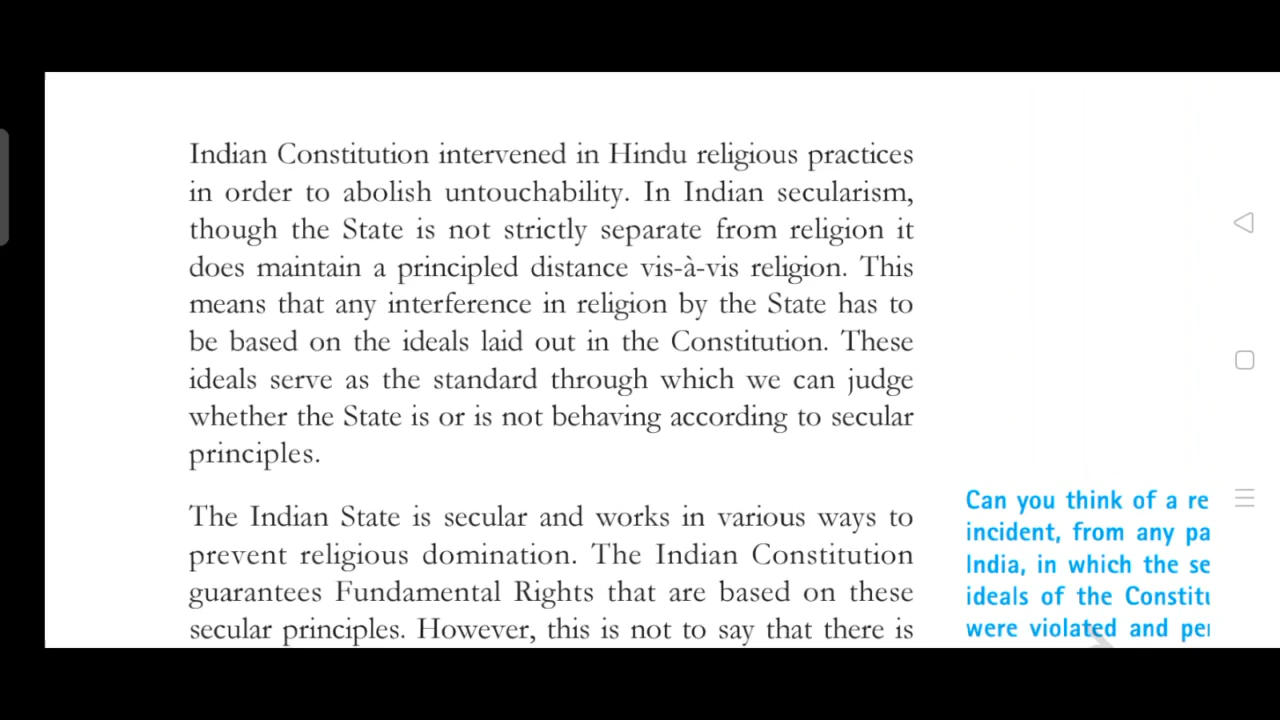 Indian Constitution intervened in Hindu religious practices
in order to abolish untouchability. In Indian secularism,
though the State is not strictly separate from religion it
does maintain a principled distance vis-à-vis religion. This
means that any interference in religion by the State has to
be based on the ideals laid out in the Constitution. These
ideals serve as the standard through which we can judge
whether the State is or is not behaving according to secular
principles.
The Indian State is secular and works in various ways to
prevent religious domination. The Indian Constitution
guarantees Fundamental Rights that are based on these
secular principles. However, this is not to say that there is
Can you think of a re
incident, from any pa
India, in which the se
ideals of the Constitu
were violated and per